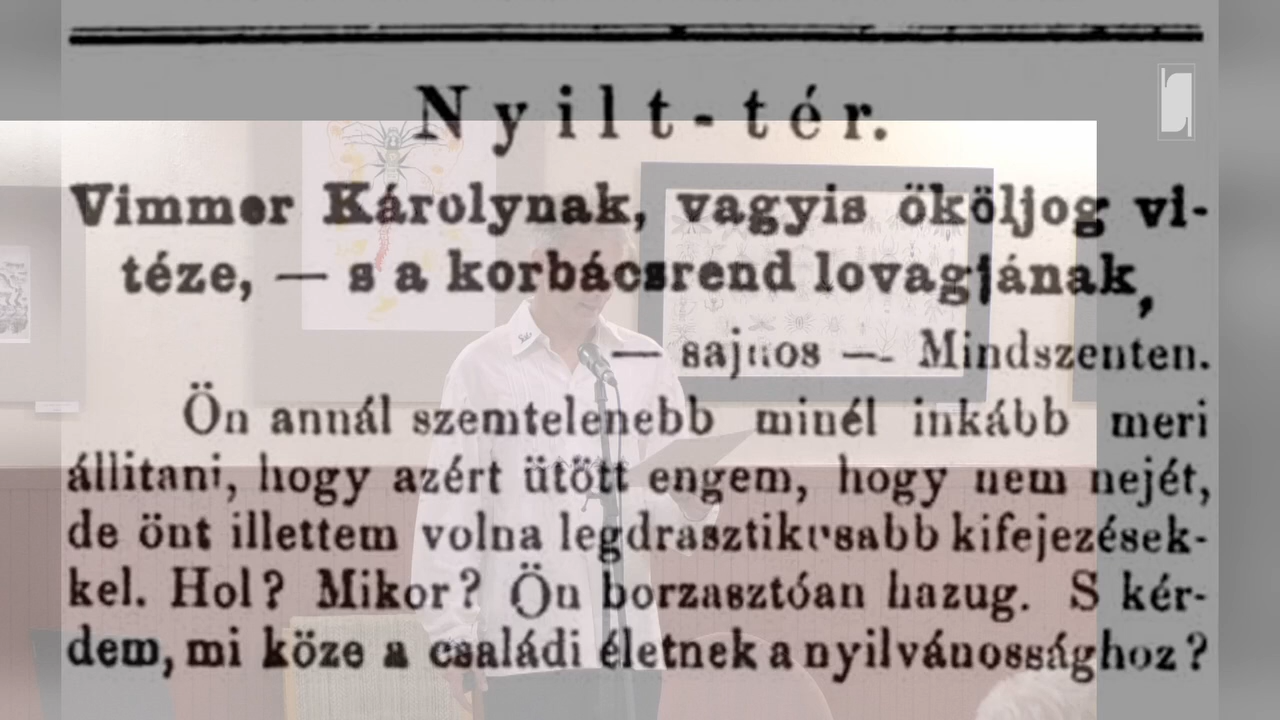 Nyilt-tér.
Vimmer Károlynak, vagyis ököljog vi-
téze, — s a korbácsrend lovagjának,
— sajnos — Mindszenten.
Ön annál szemtelenebb minél inkább meri
állitani, hogy azért ütött engem, hogy nem nejét,
de önt illettem volna legdrasztikusabb kifejezések-
kel. Hol? Mikor? Ön borzasztóan hazug. S kér-
dem, mi köze a családi életnek a nyilvánossághoz?